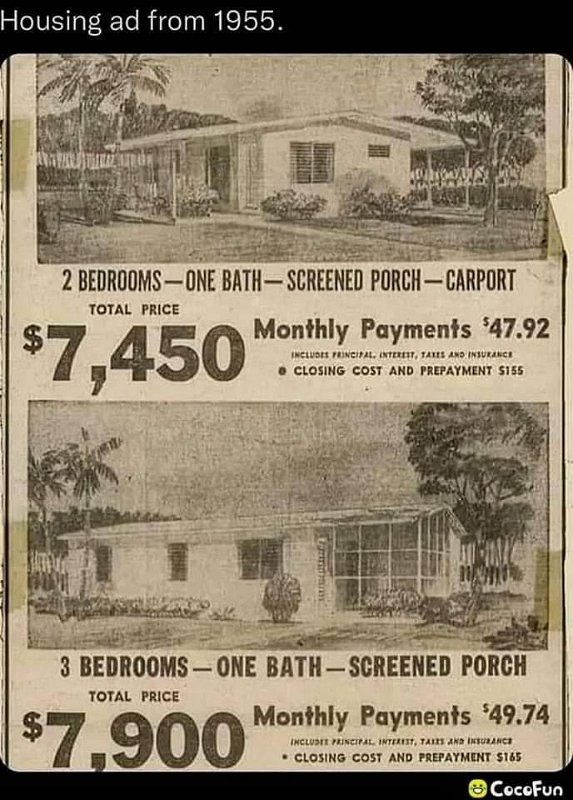 Housing ad from 1955.
2 BEDROOMS—ONE BATH—SCREENED PORCH—CARPORT
TOTAL PRICE
$7,450
Monthly Payments $47.92
INCLUDES PRINCIPAL, INTEREST, TAXES AND INSURANCE
• CLOSING COST AND PREPAYMENT $155
3 BEDROOMS—ONE BATH—SCREENED PORCH
TOTAL PRICE
$7,900
Monthly Payments $49.74
INCLUDES PRINCIPAL, INTEREST, TAXES AND INSURANCE
• CLOSING COST AND PREPAYMENT $165
CocoFun